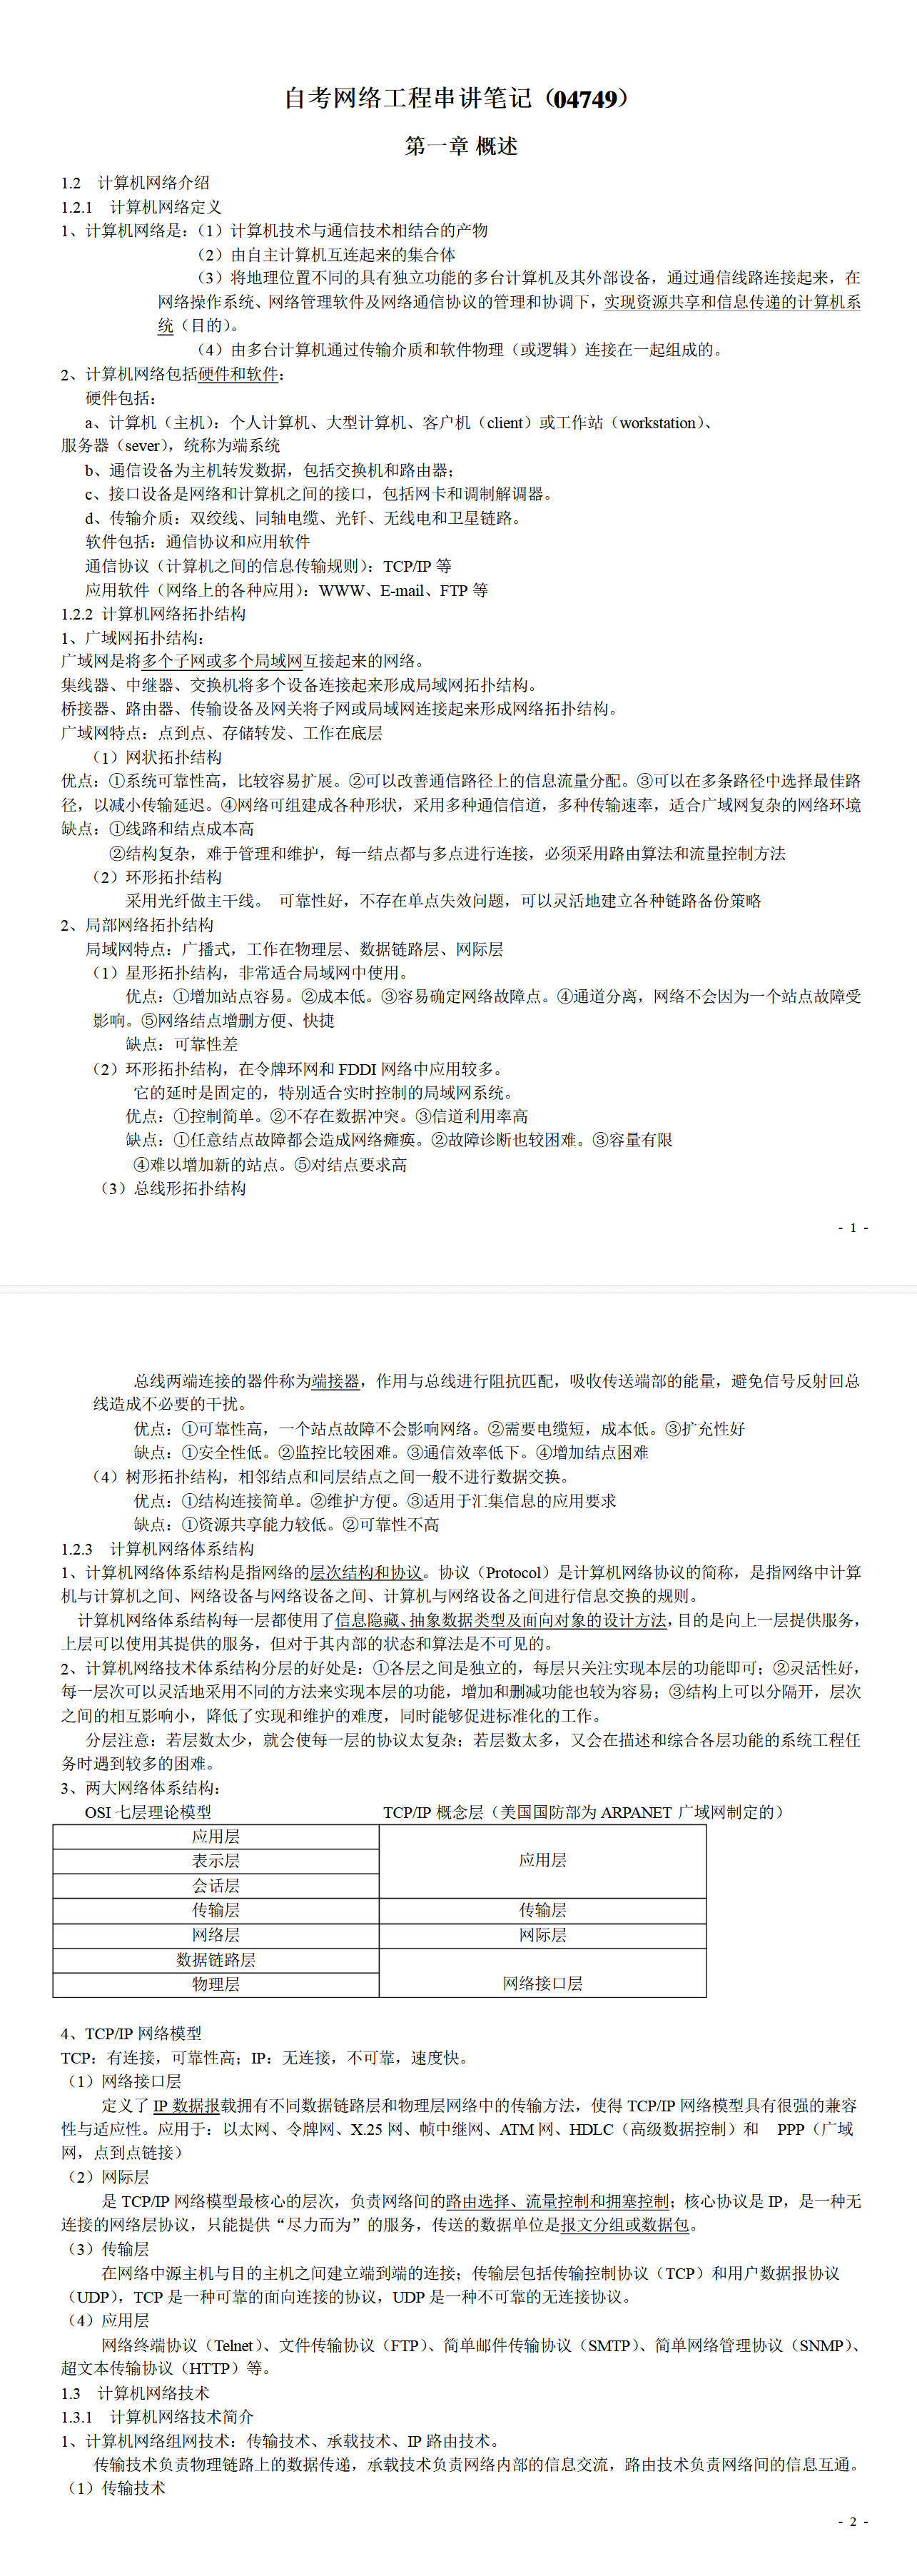 自考网络工程串讲笔记（04749）
第一章 概述
1.2 计算机网络介绍
1.2.1 计算机网络定义
1、计算机网络是：（1）计算机技术与通信技术相结合的产物
（2）由自主计算机互连起来的集合体
（3）将地理位置不同的具有独立功能的多台计算机及其外部设备，通过通信线路连接起来，在
网络操作系统、网络管理软件及网络通信协议的管理和协调下，实现资源共享和信息传递的计算机系
统（目的）。
（4）由多台计算机通过传输介质和软件物理（或逻辑）连接在一起组成的。
2、计算机网络包括硬件和软件：
硬件包括：
a、计算机（主机）：个人计算机、大型计算机、客户机（client）或工作站（workstation）、
服务器（sever），统称为端系统
b、通信设备为主机转发数据，包括交换机和路由器；
c、接口设备是网络和计算机之间的接口，包括网卡和调制解调器。
d、传输介质：双绞线、同轴电缆、光钎、无线电和卫星链路。
软件包括：通信协议和应用软件
通信协议（计算机之间的信息传输规则）：TCP/IP 等
应用软件（网络上的各种应用）：WWW、E-mail、FTP 等
1.2.2 计算机网络拓扑结构
1、广域网拓扑结构：
广域网是将多个子网或多个局域网互接起来的网络。
集线器、中继器、交换机将多个设备连接起来形成局域网拓扑结构。
桥接器、路由器、传输设备及网关将子网或局域网连接起来形成网络拓扑结构。
广域网特点：点到点、存储转发、工作在底层
（1）网状拓扑结构
优点：①系统可靠性高，比较容易扩展。②可以改善通信路径上的信息流量分配。③可以在多条路径中选择最佳路
径，以减小传输延迟。④网络可组建成各种形状，采用多种通信信道，多种传输速率，适合广域网复杂的网络环境
缺点：①线路和结点成本高
②结构复杂，难于管理和维护，每一结点都与多点进行连接，必须采用路由算法和流量控制方法
（2）环形拓扑结构
采用光纤做主干线。 可靠性好，不存在单点失效问题，可以灵活地建立各种链路备份策略
2、局部网络拓扑结构
局域网特点：广播式，工作在物理层、数据链路层、网际层
（1）星形拓扑结构，非常适合局域网中使用。
优点：①增加站点容易。②成本低。③容易确定网络故障点。④通道分离，网络不会因为一个站点故障受
影响。⑤网络结点增删方便、快捷
缺点：可靠性差
（2）环形拓扑结构，在令牌环网和 FDDI 网络中应用较多。
它的延时是固定的，特别适合实时控制的局域网系统。
优点：①控制简单。②不存在数据冲突。③信道利用率高
缺点：①任意结点故障都会造成网络瘫痪。②故障诊断也较困难。③容量有限
④难以增加新的站点。⑤对结点要求高
（3）总线形拓扑结构
- 1 -
总线两端连接的器件称为端接器，作用与总线进行阻抗匹配，吸收传送端部的能量，避免信号反射回总
线造成不必要的干扰。
优点：①可靠性高，一个站点故障不会影响网络。②需要电缆短，成本低。③扩充性好
缺点：①安全性低。②监控比较困难。③通信效率低下。④增加结点困难
（4）树形拓扑结构，相邻结点和同层结点之间一般不进行数据交换。
优点：①结构连接简单。②维护方便。③适用于汇集信息的应用要求
缺点：①资源共享能力较低。②可靠性不高
1.2.3 计算机网络体系结构
1、计算机网络体系结构是指网络的层次结构和协议。协议（Protocol）是计算机网络协议的简称，是指网络中计算
机与计算机之间、网络设备与网络设备之间、计算机与网络设备之间进行信息交换的规则。
计算机网络体系结构每一层都使用了信息隐藏、抽象数据类型及面向对象的设计方法，目的是向上一层提供服务，
上层可以使用其提供的服务，但对于其内部的状态和算法是不可见的。
2、计算机网络技术体系结构分层的好处是：①各层之间是独立的，每层只关注实现本层的功能即可；②灵活性好，
每一层次可以灵活地采用不同的方法来实现本层的功能，增加和删减功能也较为容易；③结构上可以分隔开，层次
之间的相互影响小，降低了实现和维护的难度，同时能够促进标准化的工作。
分层注意：若层数太少，就会使每一层的协议太复杂；若层数太多，又会在描述和综合各层功能的系统工程任
务时遇到较多的困难。
3、两大网络体系结构：
OSI 七层理论模型 TCP/IP 概念层（美国国防部为 ARPANET 广域网制定的）
应用层
表示层 应用层
会话层
传输层 传输层
网络层 网际层
数据链路层
物理层 网络接口层
4、TCP/IP 网络模型
TCP：有连接，可靠性高；IP：无连接，不可靠，速度快。
（1）网络接口层
定义了 IP 数据报载拥有不同数据链路层和物理层网络中的传输方法，使得 TCP/IP 网络模型具有很强的兼容
性与适应性。应用于：以太网、令牌网、X.25 网、帧中继网、ATM 网、HDLC（高级数据控制）和 PPP（广域
网，点到点链接）
（2）网际层
是 TCP/IP 网络模型最核心的层次，负责网络间的路由选择、流量控制和拥塞控制；核心协议是 IP，是一种无
连接的网络层协议，只能提供“尽力而为”的服务，传送的数据单位是报文分组或数据包。
（3）传输层
在网络中源主机与目的主机之间建立端到端的连接；传输层包括传输控制协议（TCP）和用户数据报协议
（UDP），TCP 是一种可靠的面向连接的协议，UDP 是一种不可靠的无连接协议。
（4）应用层
网络终端协议（Telnet）、文件传输协议（FTP）、简单邮件传输协议（SMTP）、简单网络管理协议（SNMP）、
超文本传输协议（HTTP）等。
1.3 计算机网络技术
1.3.1 计算机网络技术简介
1、计算机网络组网技术：传输技术、承载技术、IP 路由技术。
传输技术负责物理链路上的数据传递，承载技术负责网络内部的信息交流，路由技术负责网络间的信息互通。
（1）传输技术
- 2 -